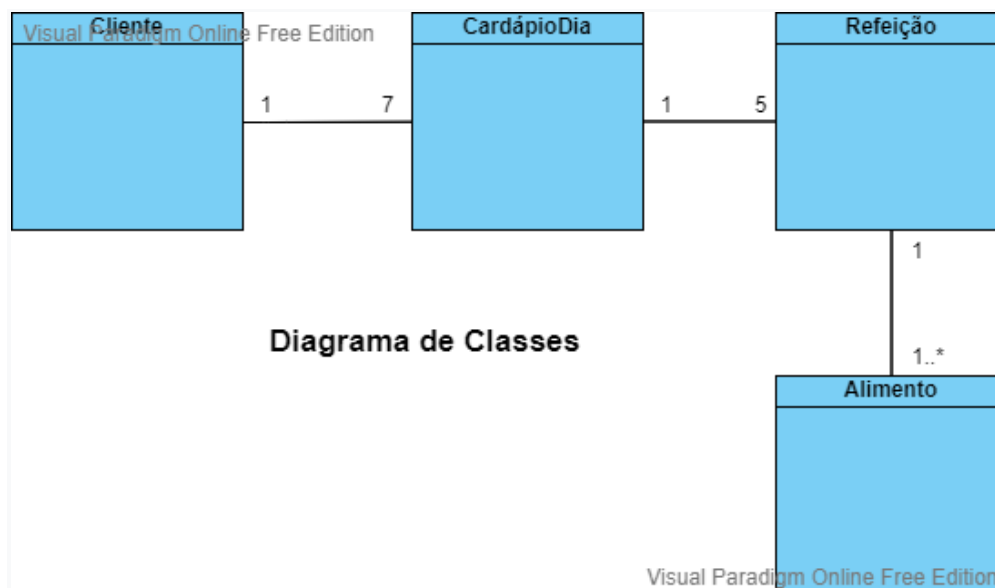 Visual Paradigm Online Free Edition
Cliente
CardápioDia
Refeição
1
7
1
5
1
Diagrama de Classes
1..*
Alimento
Visual Paradigm Online Free Edition